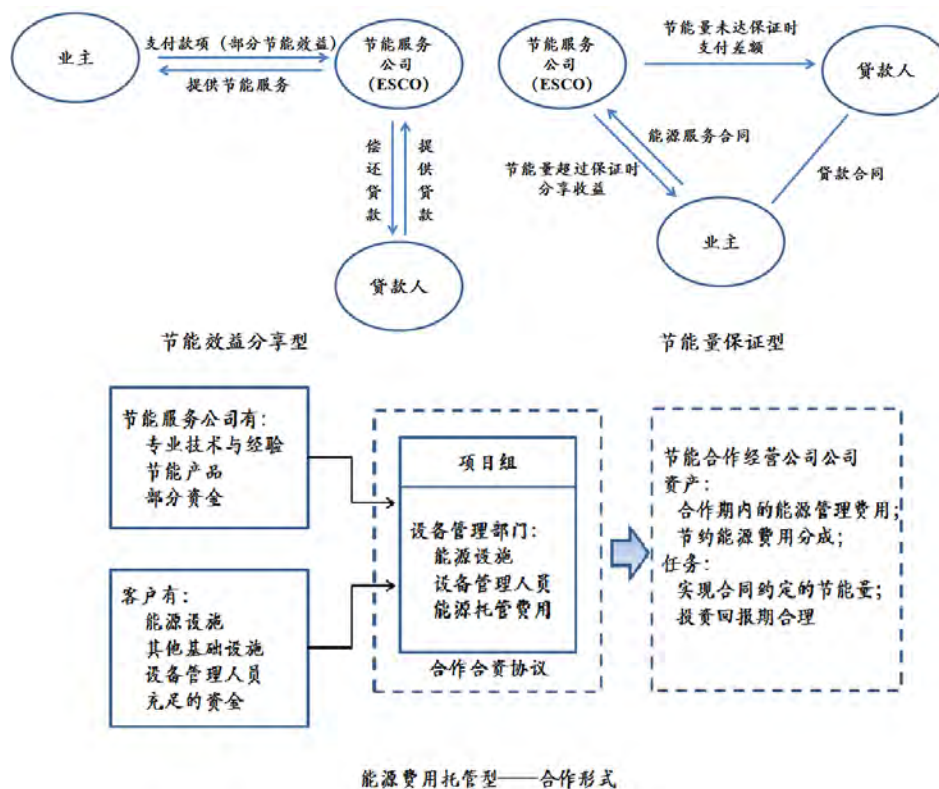 业主
支付款项（部分节能效益）
提供节能服务
节能服务
公司
（ESCO）
偿还贷款
提供贷款
贷款人
节能效益分享型
节能服务
公司
（ESCO）
节能量未达保证时
支付差额
贷款人
能源服务合同
节能量超过保证时
分享收益
贷款合同
业主
节能量保证型
节能服务公司有：
专业技术与经验
节能产品
部分资金
客户有：
能源设施
其他基础设施
设备管理人员
充足的资金
项目组
设备管理部门：
能源设施
设备管理人员
能源托管费用
合作合资协议
节能合作经营公司公司
资产：
合作期内的能源管理费用；
节约能源费用分成；
任务：
实现合同约定的节能量；
投资回报期合理
能源费用托管型——合作形式